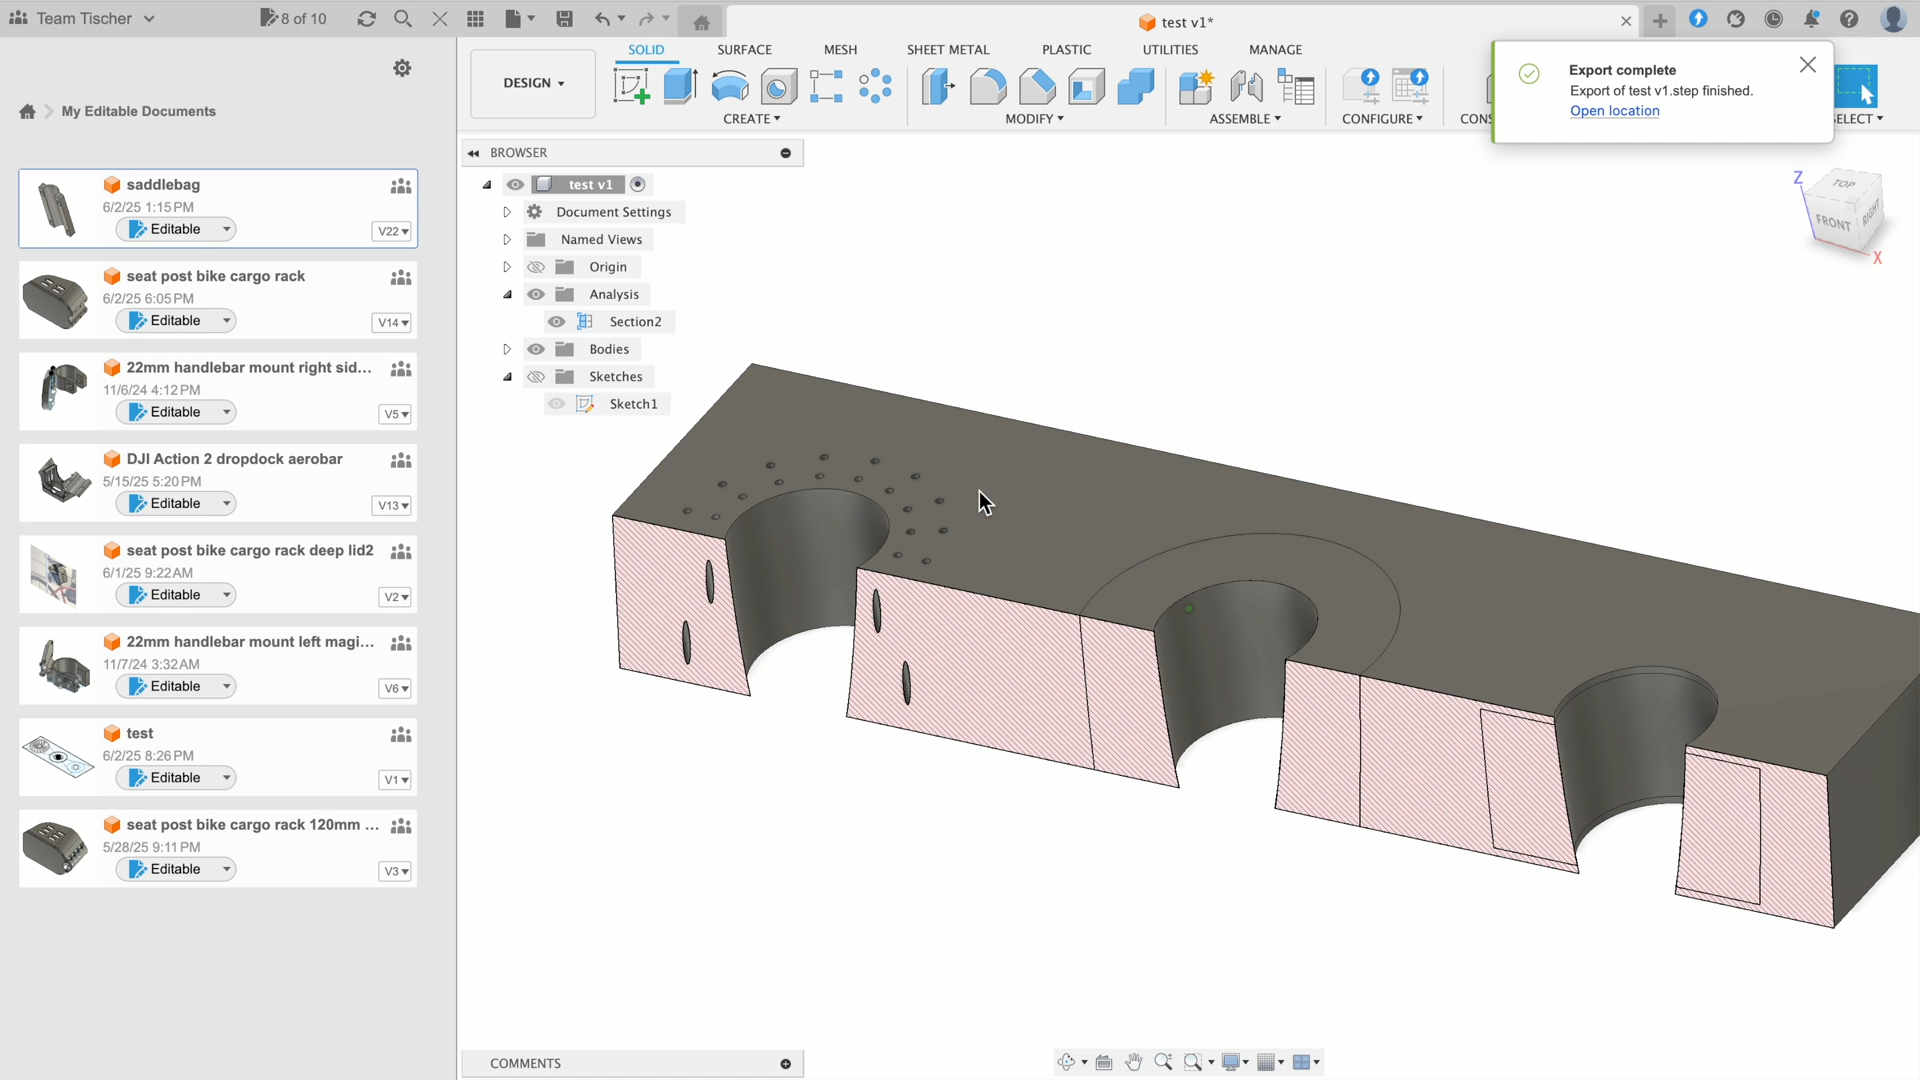 Team Tischer
8 of 10
test v1*
My Editable Documents
saddlebag
6/2/25 1:15 PM
Editable
V22
seat post bike cargo rack
6/2/25 6:05 PM
Editable
V14
22mm handlebar mount right sid...
11/6/24 4:12 PM
Editable
V5
DJI Action 2 dropdock aerobar
5/15/25 5:20 PM
Editable
V13
seat post bike cargo rack deep lid2
6/1/25 9:22 AM
Editable
V2
22mm handlebar mount left magi...
11/7/24 3:32 AM
Editable
V6
test
6/2/25 8:26 PM
Editable
V1
seat post bike cargo rack 120mm ...
5/28/25 9:11 PM
Editable
V3
DESIGN
SOLID
SURFACE
MESH
SHEET METAL
PLASTIC
UTILITIES
MANAGE
CREATE
MODIFY
ASSEMBLE
CONFIGURE
CONS
SELECT
Export complete
Export of test v1.step finished.
Open location
BROWSER
test v1
Document Settings
Named Views
Origin
Analysis
Section2
Bodies
Sketches
Sketch1
Z
TOP
FRONT
RIGHT
X
COMMENTS